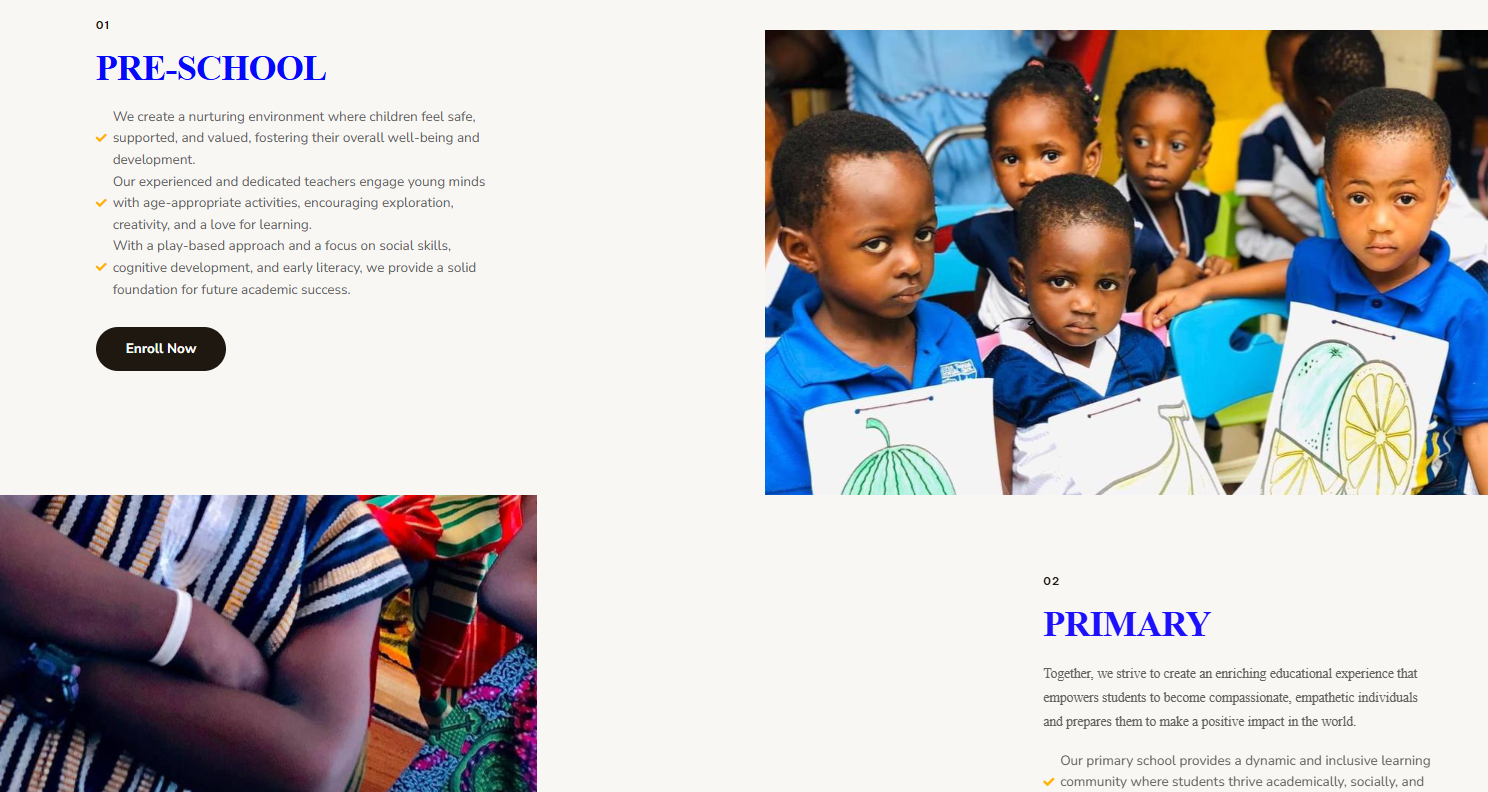 01
PRE-SCHOOL
We create a nurturing environment where children feel safe,
supported, and valued, fostering their overall well-being and
development.
Our experienced and dedicated teachers engage young minds
with age-appropriate activities, encouraging exploration,
creativity, and a love for learning.
With a play-based approach and a focus on social skills,
cognitive development, and early literacy, we provide a solid
foundation for future academic success.
Enroll Now
02
PRIMARY
Together, we strive to create an enriching educational experience that
empowers students to become compassionate, empathetic individuals
and prepares them to make a positive impact in the world.
Our primary school provides a dynamic and inclusive learning
community where students thrive academically, socially, and